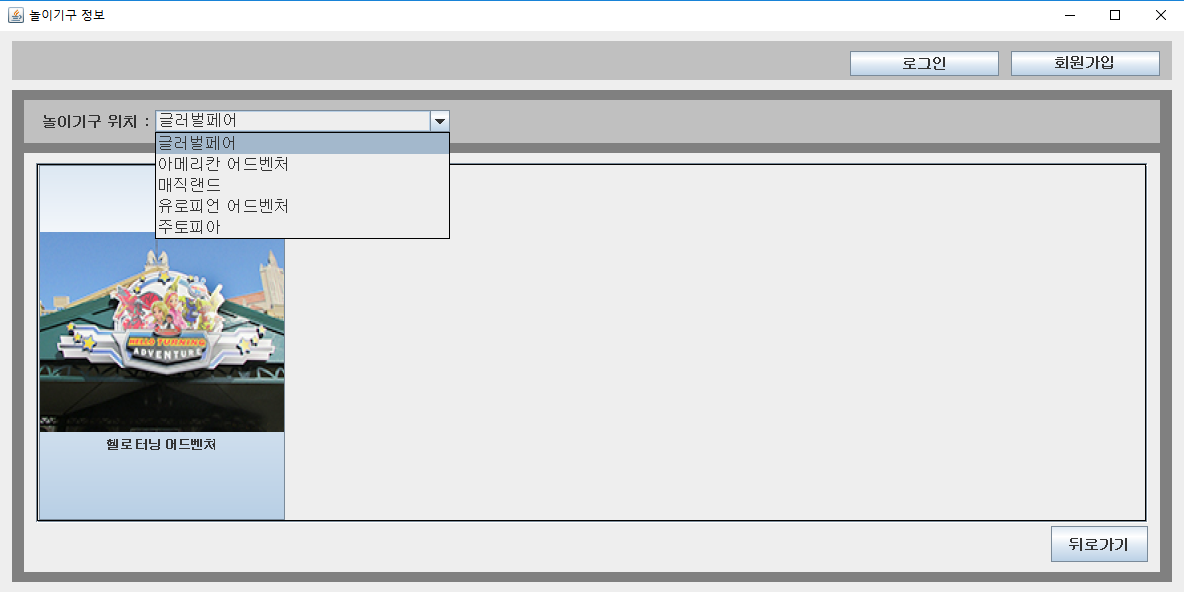 놀이기구 정보
로그인
회원가입
놀이기구 위치 :
글러벌페어
글러벌페어
아메리칸 어드벤처
매직랜드
유로피언 어드벤처
주토피아
HELLO TURNING
ADVENTURE
헬로 터닝 어드벤처
뒤로가기